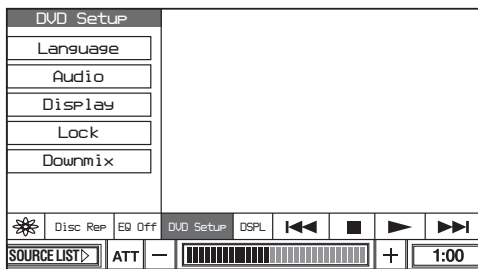 DVD Setup
Language
Audio
Display
Lock
Downmix
Disc Rep EQ Off DVD Setup DSPL
SOURCE LIST ATT − + 1:00